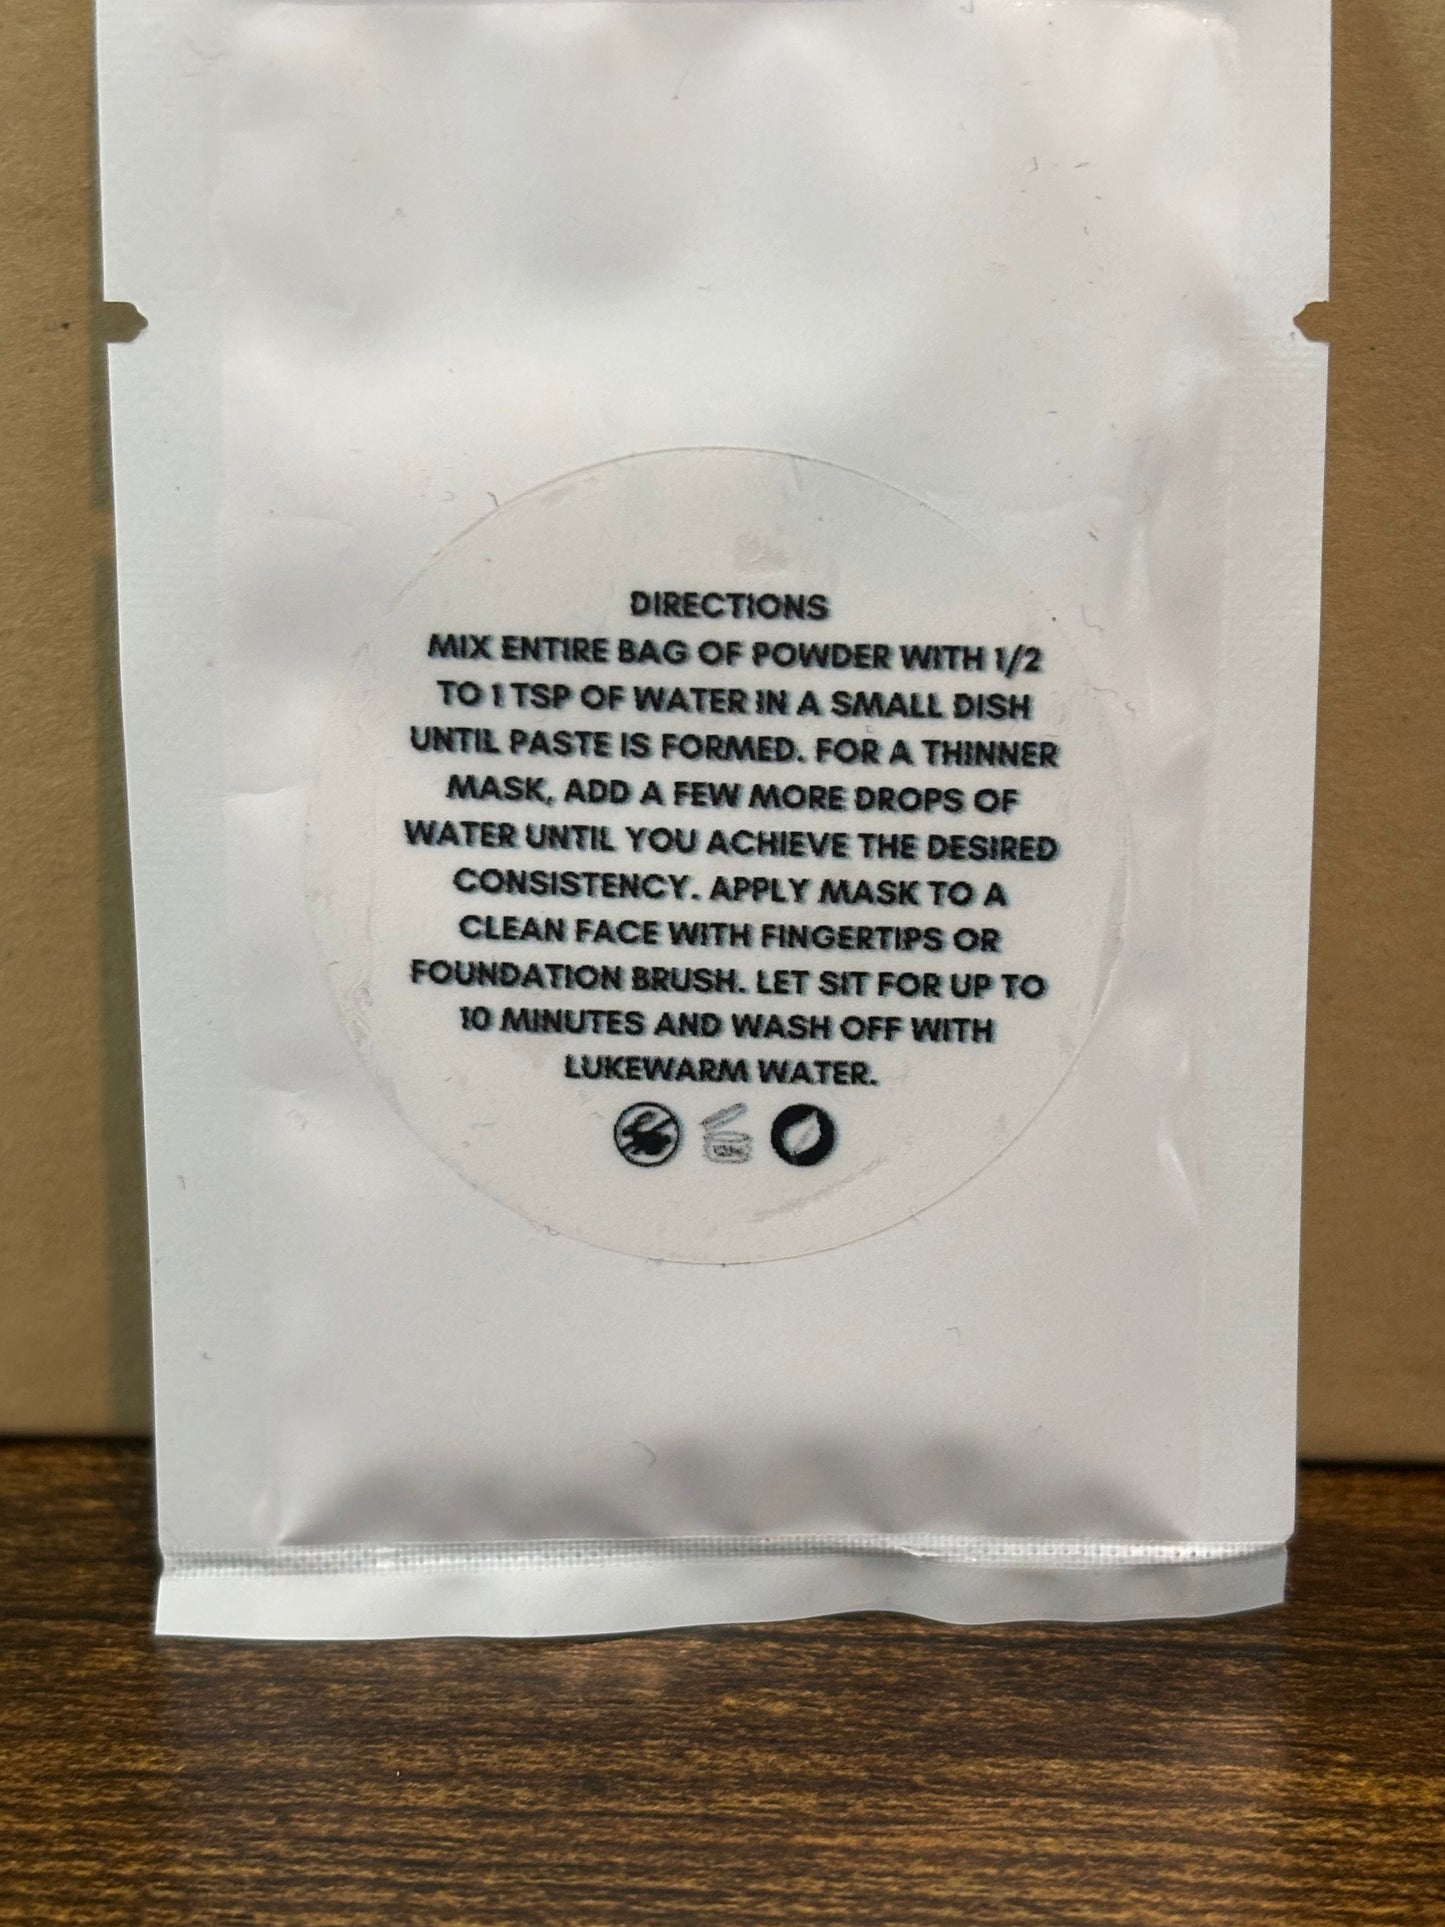 DIRECTIONS
MIX ENTIRE BAG OF POWDER WITH 1/2
TO 1 TSP OF WATER IN A SMALL DISH
UNTIL PASTE IS FORMED. FOR A THINNER
MASK, ADD A FEW MORE DROPS OF
WATER UNTIL YOU ACHIEVE THE DESIRED
CONSISTENCY. APPLY MASK TO A
CLEAN FACE WITH FINGERTIPS OR
FOUNDATION BRUSH. LET SIT FOR UP TO
10 MINUTES AND WASH OFF WITH
LUKEWARM WATER.